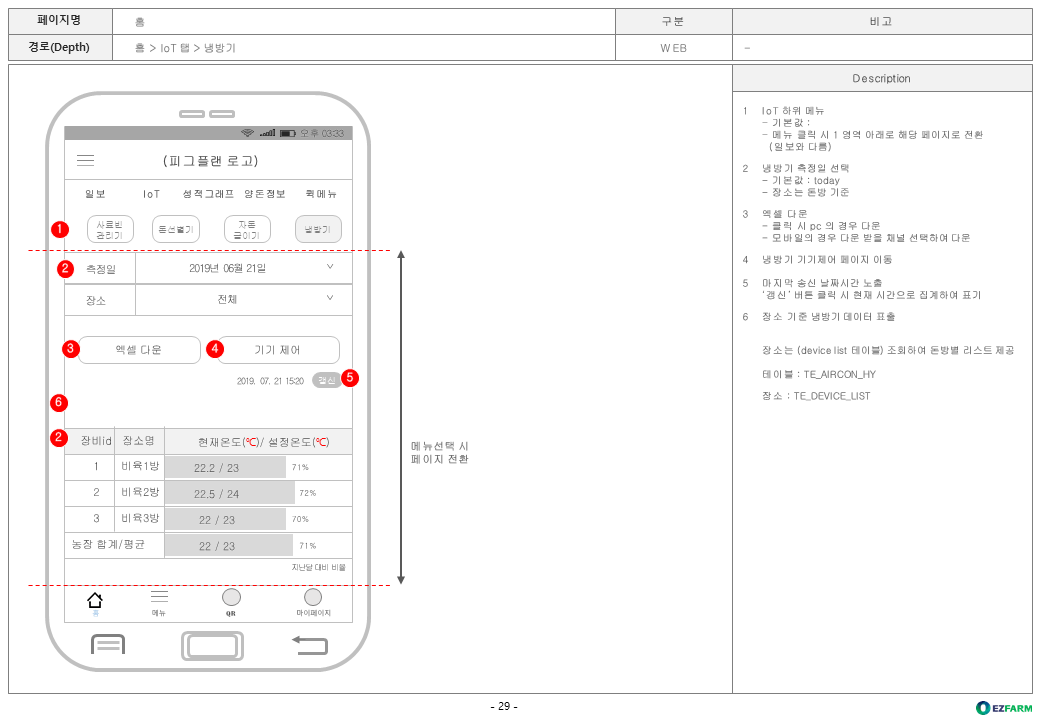 페이지명 홈 구분 비고
경로(Depth) 홈 > IoT 탭 > 냉방기 WEB -
Description
오후 03:33
(피그플랜 로고)
일보 IoT 성적그래프 양돈정보 퀵메뉴
1 사료빈 관리기 돈선별기 자동 급이기 냉방기
2 측정일 2019년 06월 21일
장소 전체
3 엑셀 다운 4 기기 제어
2019. 07. 21 15:20 갱신 5
6
2 장비id 장소명 현재온도(℃)/ 설정온도(℃)
1 비육1방 22.2 / 23 71%
2 비육2방 22.5 / 24 72%
3 비육3방 22 / 23 70%
농장 합계/평균 22 / 23 71%
지난달 대비 비율
홈 메뉴 QR 마이페이지
메뉴선택 시
페이지 전환
1 IoT 하위 메뉴
- 기본값 :
- 메뉴 클릭 시 1 영역 아래로 해당 페이지로 전환
(일보와 다름)
2 냉방기 측정일 선택
- 기본값 : today
- 장소는 돈방 기준
3 엑셀 다운
- 클릭 시 pc 의 경우 다운
- 모바일의 경우 다운 받을 채널 선택하여 다운
4 냉방기 기기제어 페이지 이동
5 마지막 송신 날짜시간 노출
'갱신' 버튼 클릭 시 현재 시간으로 집계하여 표기
6 장소 기준 냉방기 데이터 표출
장소는 (device list 테이블) 조회하여 돈방별 리스트 제공
테이블 : TE_AIRCON_HY
장소 : TE_DEVICE_LIST
- 29 -
EZFARM